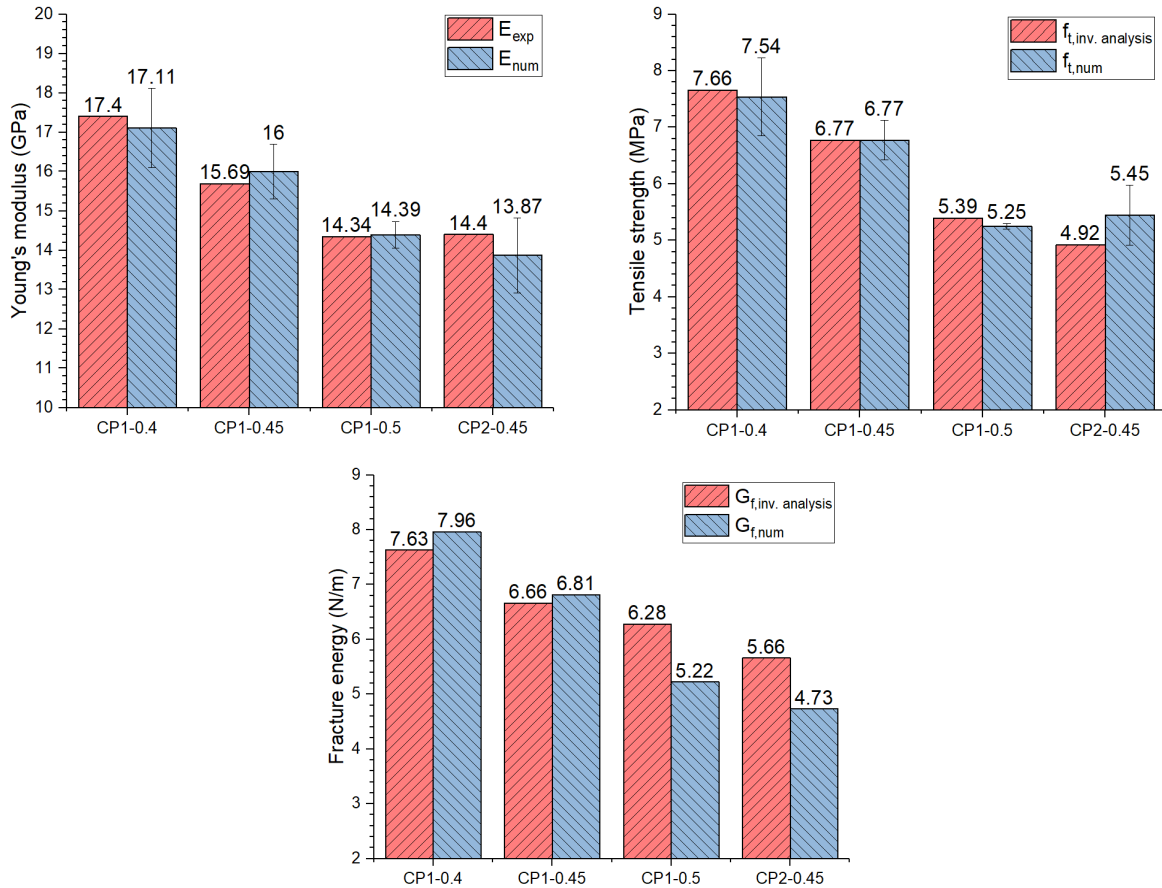 20
19
18
17
16
15
14
13
12
11
10
Young's modulus (GPa)
E_exp
E_num
17.4
17.11
15.69
16
14.34
14.39
14.4
13.87
CP1-0.4
CP1-0.45
CP1-0.5
CP2-0.45
9
8
7
6
5
4
3
2
Tensile strength (MPa)
f_t,inv. analysis
f_t,num
7.66
7.54
6.77
6.77
5.39
5.25
4.92
5.45
CP1-0.4
CP1-0.45
CP1-0.5
CP2-0.45
9
8
7
6
5
4
3
2
Fracture energy (N/m)
G_f,inv. analysis
G_f,num
7.63
7.96
6.66
6.81
6.28
5.22
5.66
4.73
CP1-0.4
CP1-0.45
CP1-0.5
CP2-0.45